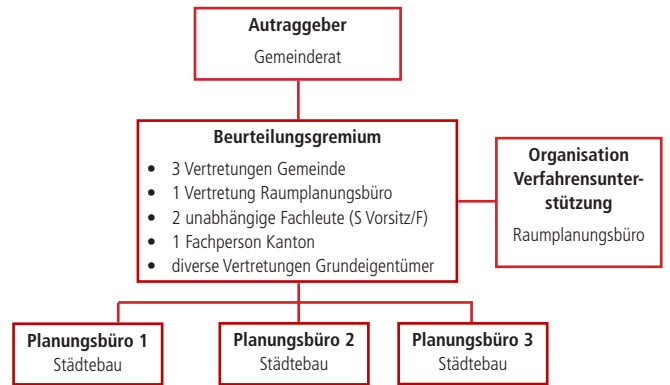 Autraggeber
Gemeinderat
Beurteilungsgremium
• 3 Vertretungen Gemeinde
• 1 Vertretung Raumplanungsbüro
• 2 unabhängige Fachleute (S Vorsitz/F)
• 1 Fachperson Kanton
• diverse Vertretungen Grundeigentümer
Organisation
Verfahrensunter-
stützung
Raumplanungsbüro
Planungsbüro 1
Städtebau
Planungsbüro 2
Städtebau
Planungsbüro 3
Städtebau